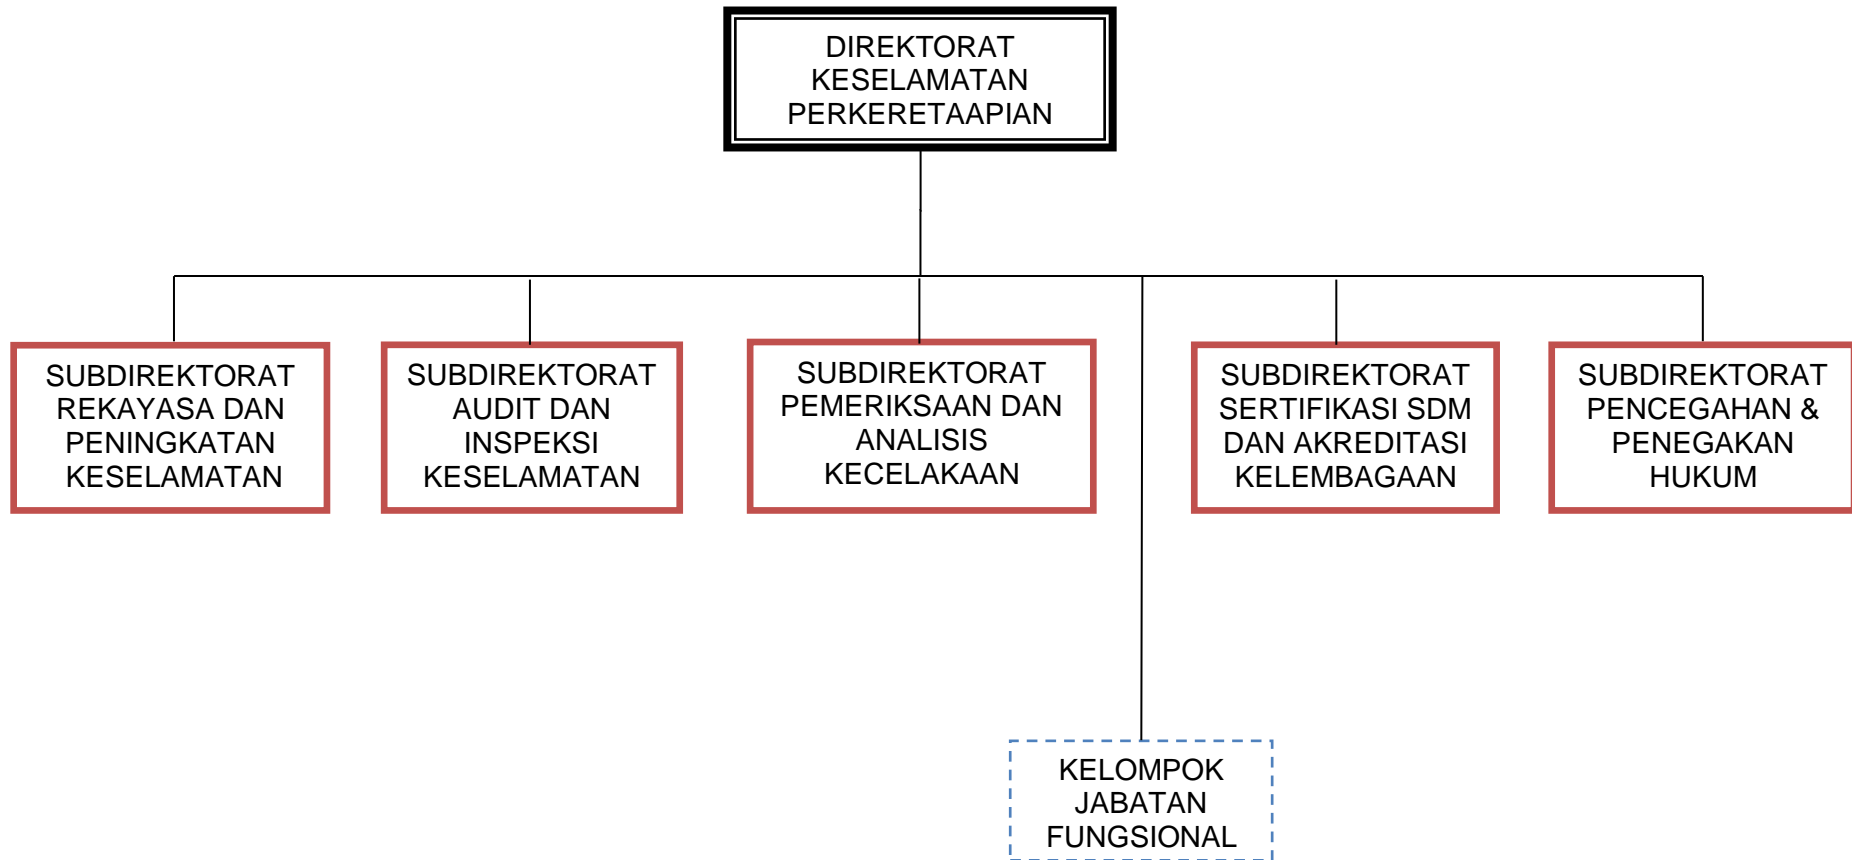 DIREKTORAT
KESELAMATAN
PERKERETAAPIAN
SUBDIREKTORAT
REKAYASA DAN
PENINGKATAN
KESELAMATAN
SUBDIREKTORAT
AUDIT DAN
INSPEKSI
KESELAMATAN
SUBDIREKTORAT
PEMERIKSAAN DAN
ANALISIS
KECELAKAAN
SUBDIREKTORAT
SERTIFIKASI SDM
DAN AKREDITASI
KELEMBAGAAN
SUBDIREKTORAT
PENCEGAHAN &
PENEGAKAN
HUKUM
KELOMPOK
JABATAN
FUNGSIONAL